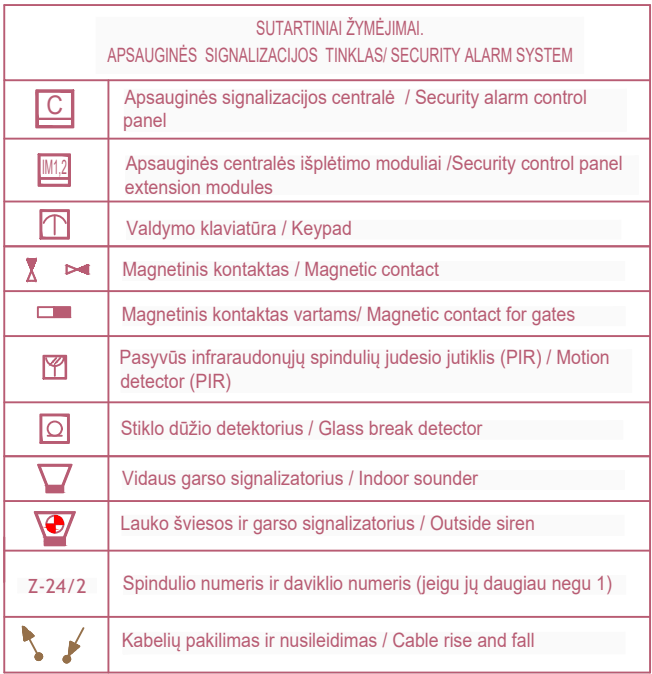 SUTARTINIAI ŽYMĖJIMAI.
APSAUGINĖS SIGNALIZACIJOS TINKLAS/ SECURITY ALARM SYSTEM
C
Apsauginės signalizacijos centralė / Security alarm control
panel
IM1,2
Apsauginės centralės išplėtimo moduliai /Security control panel
extension modules
Valdymo klaviatūra / Keypad
Magnetinis kontaktas / Magnetic contact
Magnetinis kontaktas vartams/ Magnetic contact for gates
Pasyvūs infraraudonųjų spindulių judesio jutiklis (PIR) / Motion
detector (PIR)
Stiklo dūžio detektorius / Glass break detector
Vidaus garso signalizatorius / Indoor sounder
Lauko šviesos ir garso signalizatorius / Outside siren
Z-24/2
Spindulio numeris ir daviklio numeris (jeigu jų daugiau negu 1)
Kabelių pakilimas ir nusileidimas / Cable rise and fall